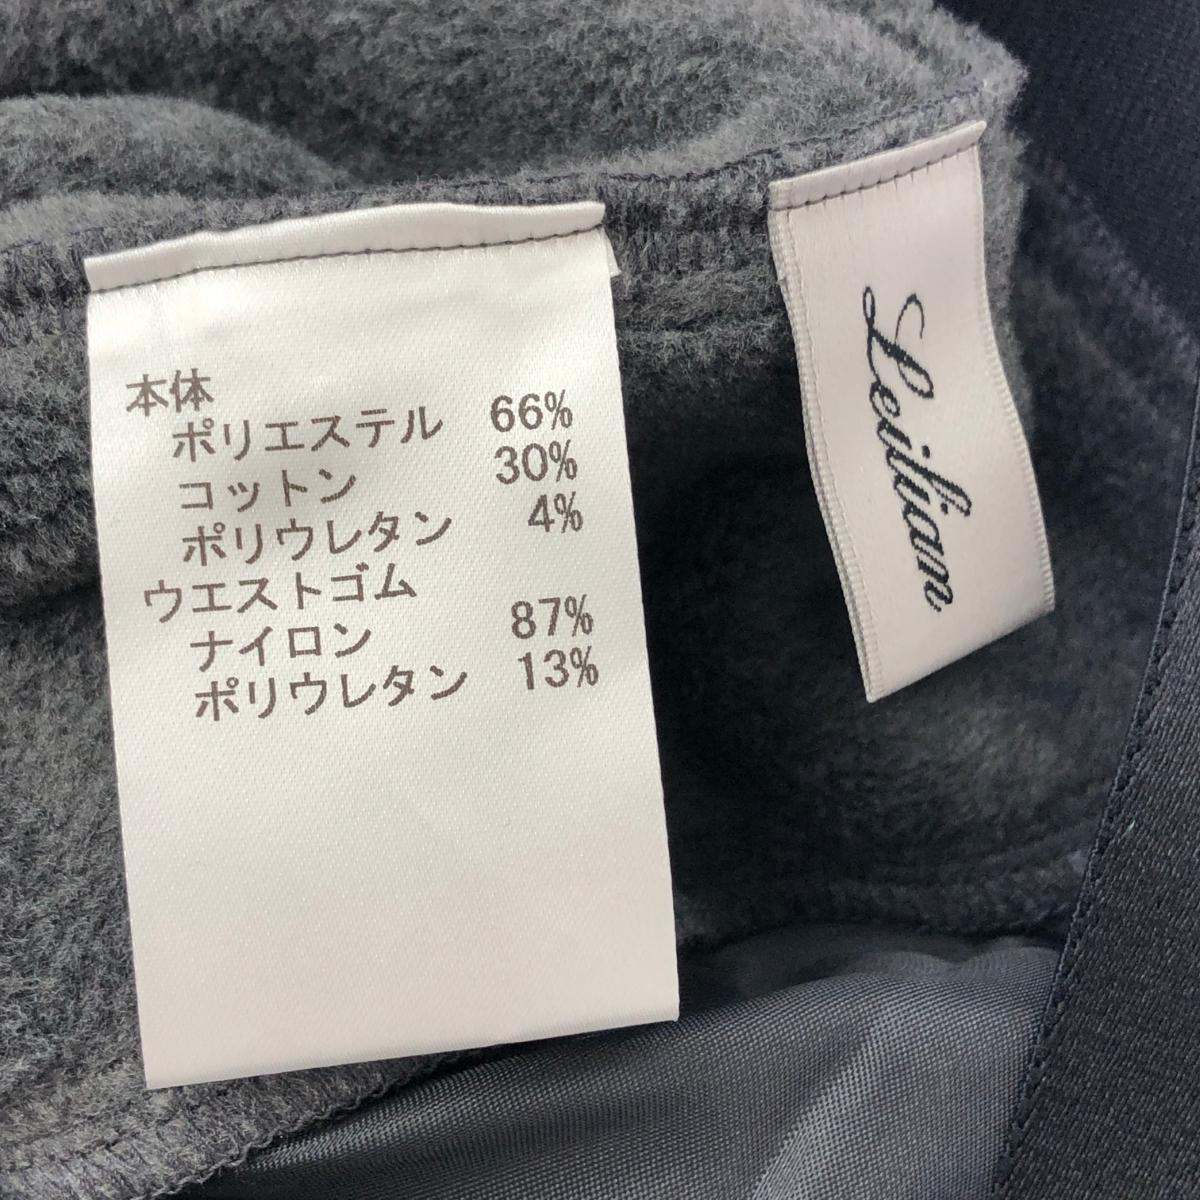 本体
ポリエステル 66%
コットン 30%
ポリウレタン 4%
ウエストゴム
ナイロン 87%
ポリウレタン 13%
Leilian